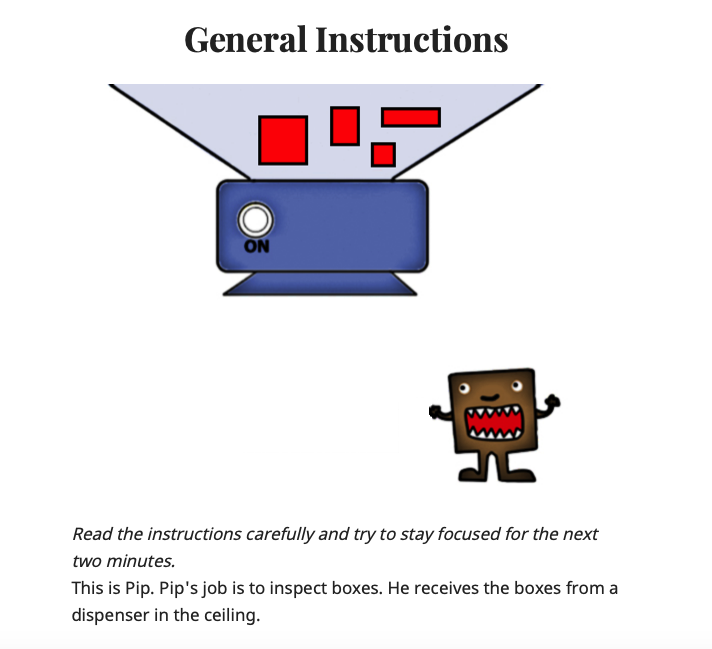 General Instructions
ON
Read the instructions carefully and try to stay focused for the next
two minutes.
This is Pip. Pip's job is to inspect boxes. He receives the boxes from a
dispenser in the ceiling.